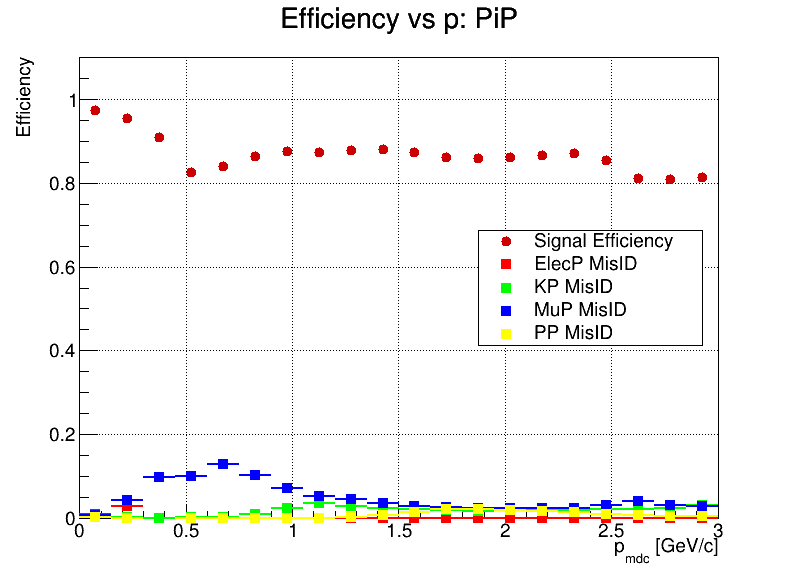 Efficiency vs p: PiP
Efficiency
1
0.8
0.6
0.4
0.2
0
Signal Efficiency
ElecP MisID
KP MisID
MuP MisID
PP MisID
0 0.5 1 1.5 2 2.5 3
p_mdc [GeV/c]